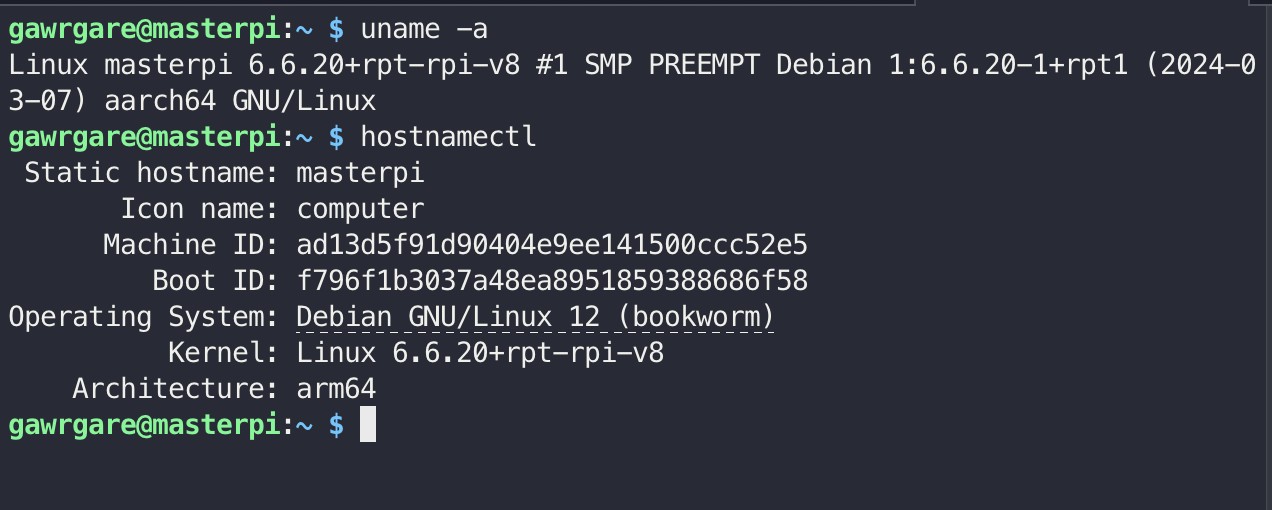 gawrgare@masterpi:~ $ uname -a
Linux masterpi 6.6.20+rpt-rpi-v8 #1 SMP PREEMPT Debian 1:6.6.20-1+rpt1 (2024-0
3-07) aarch64 GNU/Linux
gawrgare@masterpi:~ $ hostnamectl
Static hostname: masterpi
Icon name: computer
Machine ID: ad13d5f91d90404e9ee141500ccc52e5
Boot ID: f796f1b3037a48ea8951859388686f58
Operating System: Debian GNU/Linux 12 (bookworm)
Kernel: Linux 6.6.20+rpt-rpi-v8
Architecture: arm64
gawrgare@masterpi:~ $